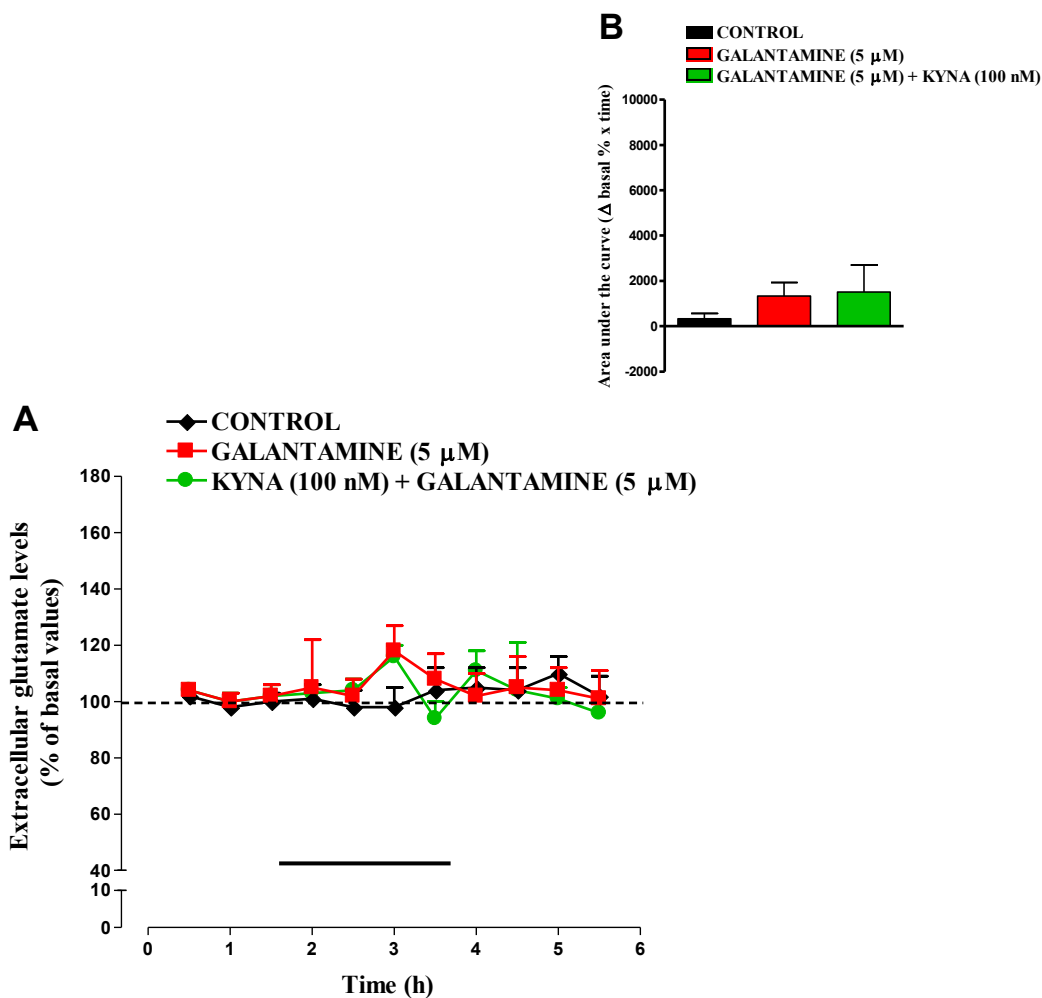 B
CONTROL
GALANTAMINE (5 μM)
GALANTAMINE (5 μM) + KYNA (100 nM)
10000
8000
6000
4000
2000
0
-2000
Area under the curve (Δ basal % x time)
A
CONTROL
GALANTAMINE (5 μM)
KYNA (100 nM) + GALANTAMINE (5 μM)
180
160
140
120
100
80
60
40
10
0
Extracellular glutamate levels
(% of basal values)
0 1 2 3 4 5 6
Time (h)